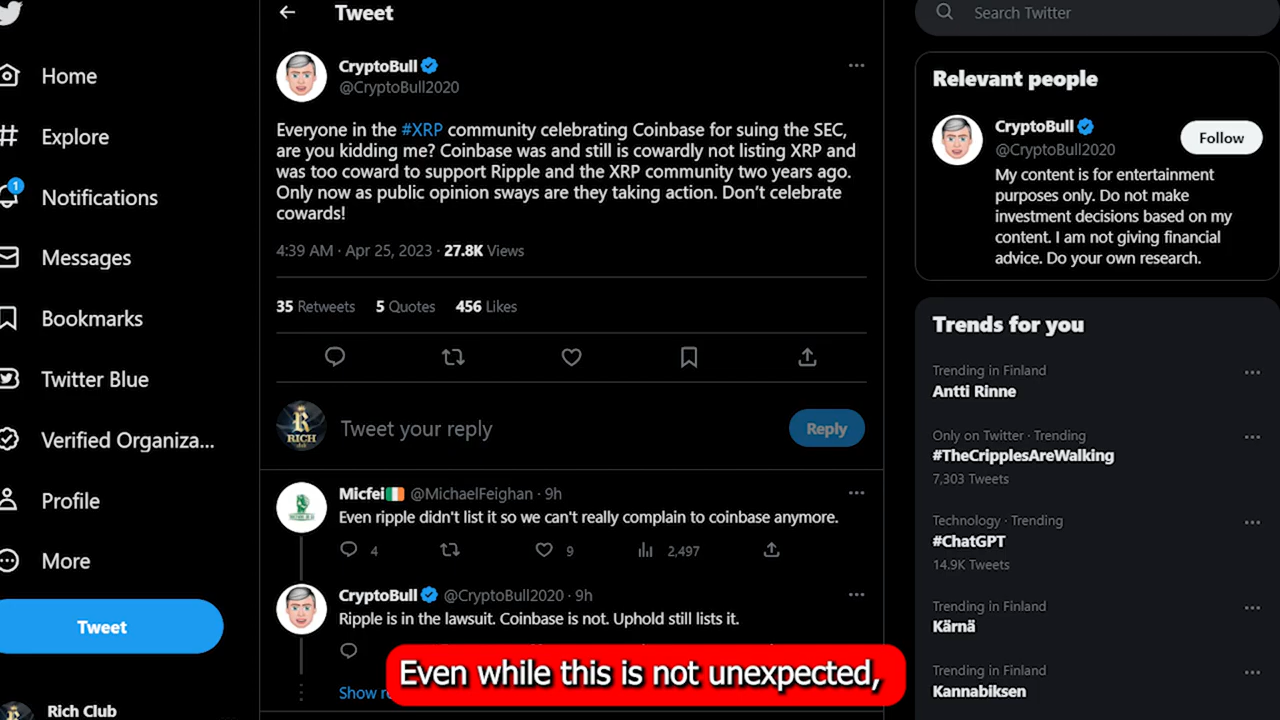 Home
Explore
1
Notifications
Messages
Bookmarks
Twitter Blue
Verified Organiza...
Profile
More
Tweet
Rich Club
Tweet
CryptoBull
@CryptoBull2020
Everyone in the #XRP community celebrating Coinbase for suing the SEC,
are you kidding me? Coinbase was and still is cowardly not listing XRP and
was too coward to support Ripple and the XRP community two years ago.
Only now as public opinion sways are they taking action. Don't celebrate
cowards!
4:39 AM · Apr 25, 2023 · 27.8K Views
35 Retweets 5 Quotes 456 Likes
RICH
Tweet your reply
Reply
Micfei🇮🇪 @MichaelFeighan · 9h
Even ripple didn't list it so we can't really complain to coinbase anymore.
4 9 2,497
CryptoBull @CryptoBull2020 · 9h
Ripple is in the lawsuit. Coinbase is not. Uphold still lists it.
Show
Even while this is not unexpected,
Search Twitter
Relevant people
CryptoBull
@CryptoBull2020
Follow
My content is for entertainment
purposes only. Do not make
investment decisions based on my
content. I am not giving financial
advice. Do your own research.
Trends for you
Trending in Finland
Antti Rinne
Only on Twitter · Trending
#TheCripplesAreWalking
7,303 Tweets
Technology · Trending
#ChatGPT
14.9K Tweets
Trending in Finland
Kärnä
Trending in Finland
Kannabiksen